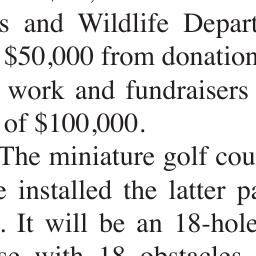 s and Wildlife Depart
$50,000 from donation
work and fundraisers
of $100,000.
The miniature golf cou
e installed the latter pa
. It will be an 18-hole
se with 18 obstacles